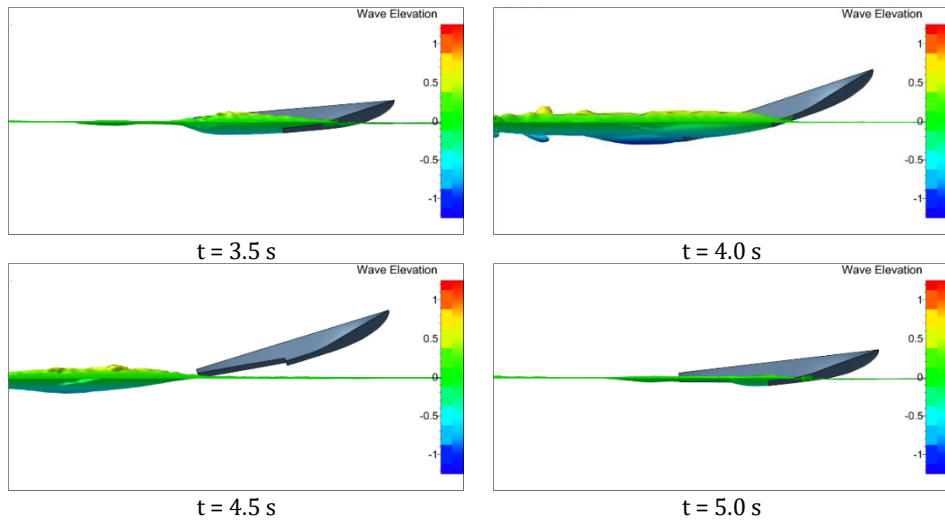 Wave Elevation
1
0.5
0
-0.5
-1
t = 3.5 s
Wave Elevation
1
0.5
0
-0.5
-1
t = 4.0 s
Wave Elevation
1
0.5
0
-0.5
-1
t = 4.5 s
Wave Elevation
1
0.5
0
-0.5
-1
t = 5.0 s